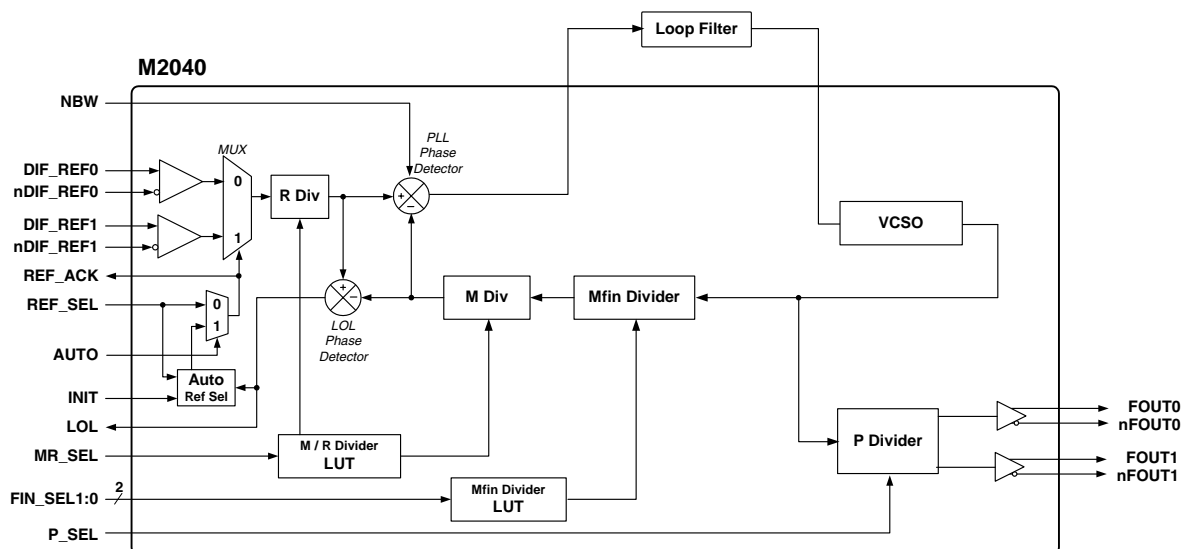 Loop Filter
M2040
NBW
PLL
Phase
Detector
MUX
DIF_REF0
nDIF_REF0
0
R Div
+
–
DIF_REF1
nDIF_REF1
1
VCSO
REF_ACK
REF_SEL
0
1
+
–
LOL
Phase
Detector
M Div
Mfin Divider
AUTO
Auto
Ref Sel
INIT
LOL
MR_SEL
M / R Divider
LUT
P Divider
FOUT0
nFOUT0
FOUT1
nFOUT1
FIN_SEL1:0
2
Mfin Divider
LUT
P_SEL